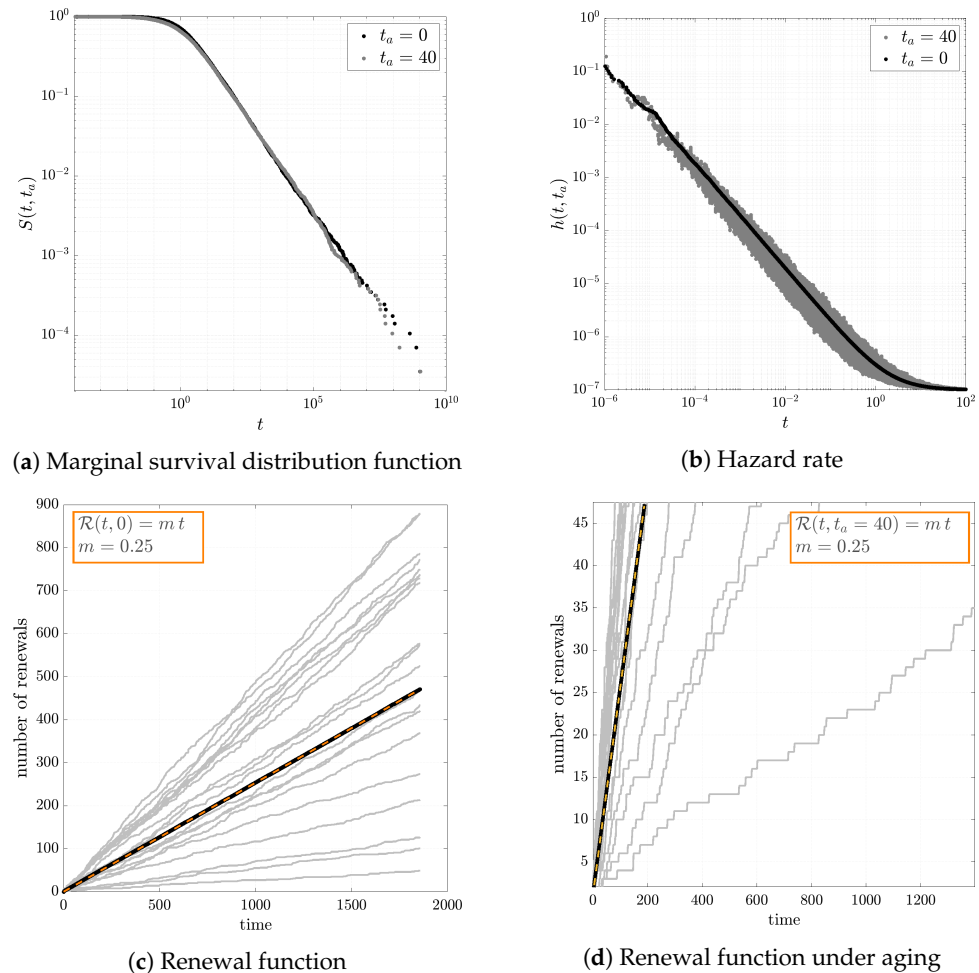 10^0
10^-1
10^-2
10^-3
10^-4
S(t, t_a)
10^0
10^5
10^10
t
t_a = 0
t_a = 40
(a) Marginal survival distribution function
10^0
10^-1
10^-2
10^-3
10^-4
10^-5
10^-6
10^-7
h(t, t_a)
10^-6
10^-4
10^-2
10^0
10^2
t
t_a = 40
t_a = 0
(b) Hazard rate
900
800
700
600
500
400
300
200
100
0
number of renewals
0
500
1000
1500
2000
time
R(t, 0) = m t
m = 0.25
(c) Renewal function
45
40
35
30
25
20
15
10
5
number of renewals
0
200
400
600
800
1000
1200
time
R(t, t_a = 40) = m t
m = 0.25
(d) Renewal function under aging